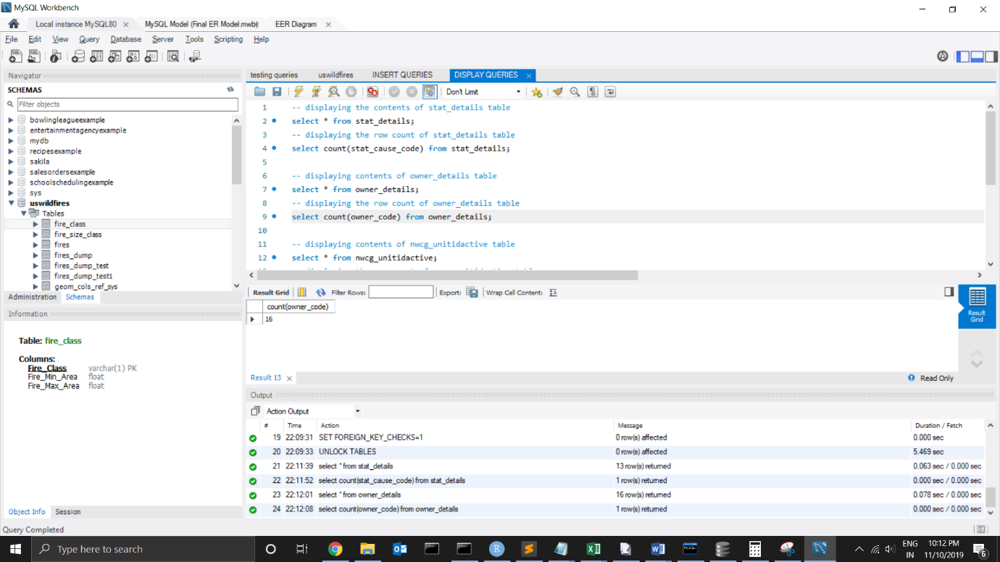 MySQL Workbench
Local instance MySQL80
MySQL Model (Final ER Model.mwb)
EER Diagram
File Edit View Query Database Server Tools Scripting Help
Navigator
SCHEMAS
Filter objects
bowlingleagueexample
entertainmentagencyexample
mydb
recipesexample
sakila
salesordersexample
schoolschedulingexample
sys
uswildfires
Tables
fire_class
fire_size_class
fires
fires_dump
fires_dump_test
fires_dump_test1
geom_cols_ref_sys
Administration Schemas
Information
Table: fire_class
Columns:
Fire_Class varchar(1) PK
Fire_Min_Area float
Fire_Max_Area float
Object Info Session
testing queries uswildfires INSERT QUERIES DISPLAY QUERIES
Don't Limit
1 -- displaying the contents of stat_details table
2 select * from stat_details;
3 -- displaying the row count of stat_details table
4 select count(stat_cause_code) from stat_details;
5
6 -- displaying contents of owner_details table
7 select * from owner_details;
8 -- displaying the row count of owner_details table
9 select count(owner_code) from owner_details;
10
11 -- displaying contents of nwcg_unitidactive table
12 select * from nwcg_unitidactive;
Result Grid Filter Rows: Export: Wrap Cell Content:
count(owner_code)
16
Result Grid
Result 13
Read Only
Output
Action Output
# Time Action Message Duration / Fetch
19 22:09:31 SET FOREIGN_KEY_CHECKS=1 0 row(s) affected 0.000 sec
20 22:09:33 UNLOCK TABLES 0 row(s) affected 5.469 sec
21 22:11:39 select * from stat_details 13 row(s) returned 0.063 sec / 0.000 sec
22 22:11:52 select count(stat_cause_code) from stat_details 1 row(s) returned 0.000 sec / 0.000 sec
23 22:12:01 select * from owner_details 16 row(s) returned 0.078 sec / 0.000 sec
24 22:12:08 select count(owner_code) from owner_details 1 row(s) returned 0.000 sec / 0.000 sec
Query Completed
Type here to search
ENG
IN
10:12 PM
11/10/2019
6